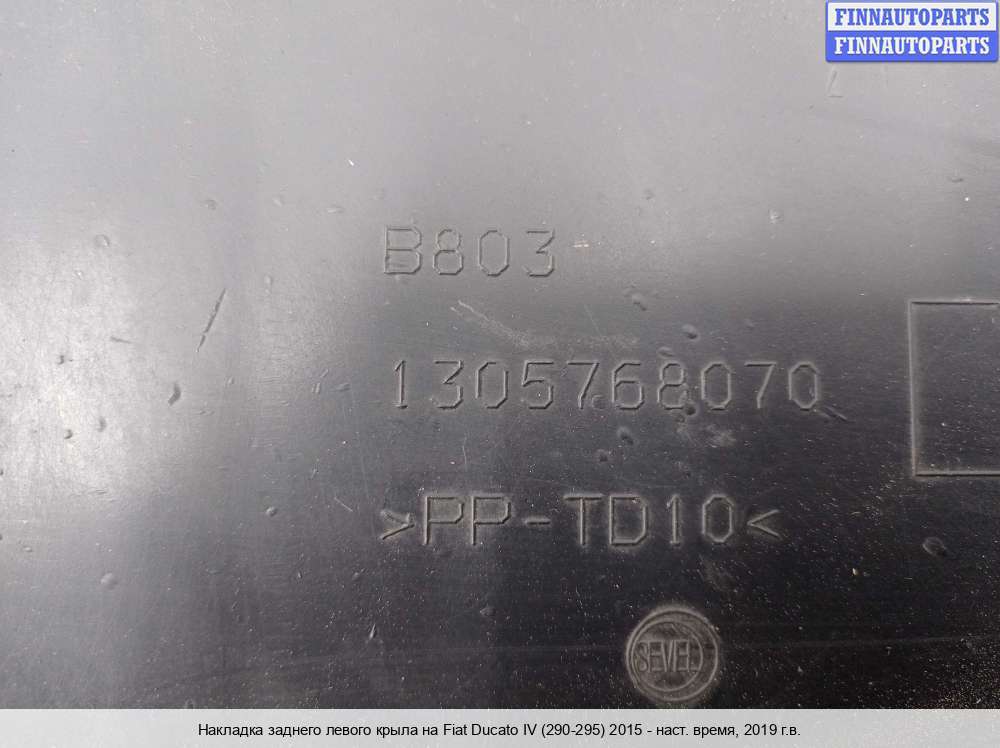 FINNAUTOPARTS
FINNAUTOPARTS
B803
1305768070
>PP-TD10<
SEVEL
Накладка заднего левого крыла на Fiat Ducato IV (290-295) 2015 - наст. время, 2019 г.в.